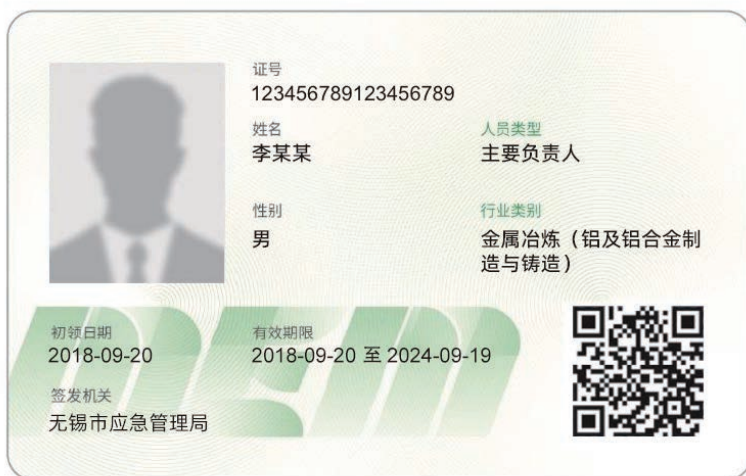 证号
123456789123456789
姓名
李某某
人员类型
主要负责人
性别
男
行业类别
金属冶炼（铝及铝合金制
造与铸造）
初领日期
2018-09-20
有效期限
2018-09-20 至 2024-09-19
签发机关
无锡市应急管理局
mem